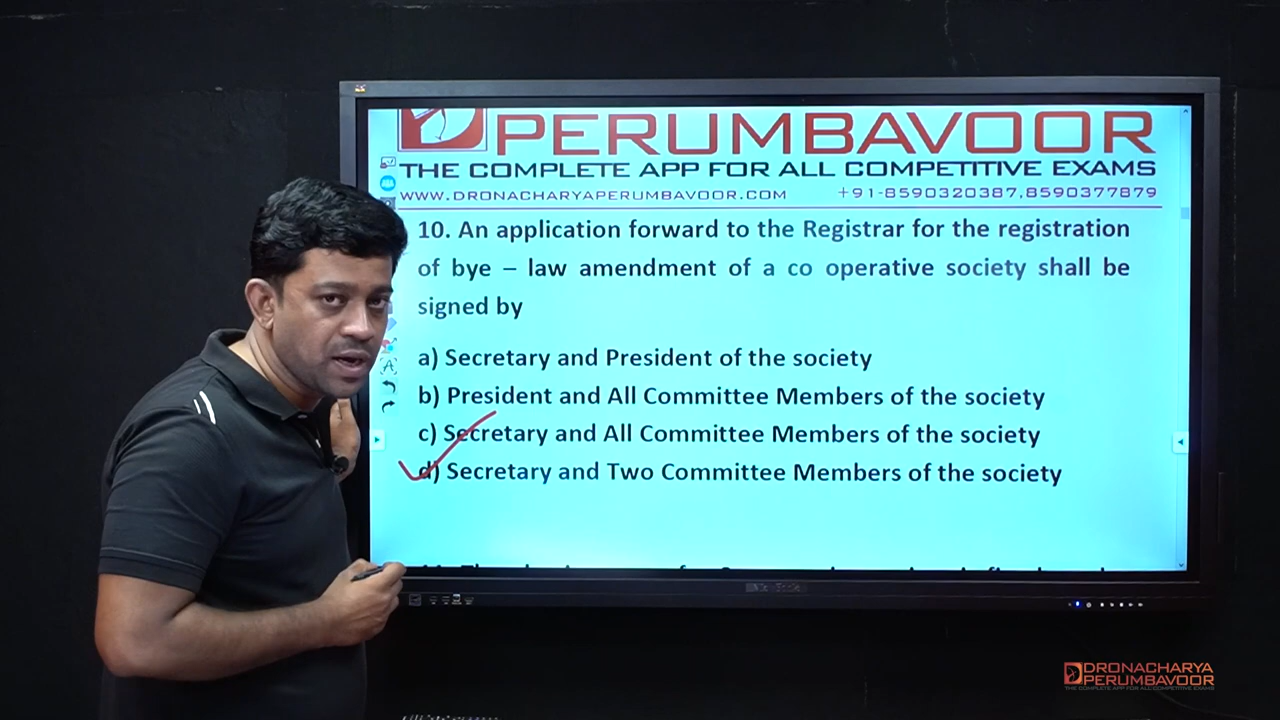 PERUMBAVOOR
THE COMPLETE APP FOR ALL COMPETITIVE EXAMS
WWW.DRONACHARYAPERUMBAVOOR.COM +91-8590320387,8590377879
10. An application forward to the Registrar for the registration
of bye – law amendment of a co operative society shall be
signed by
a) Secretary and President of the society
b) President and All Committee Members of the society
c) Secretary and All Committee Members of the society
d) Secretary and Two Committee Members of the society
DRONACHARYA
PERUMBAVOOR
THE COMPLETE APP FOR ALL COMPETITIVE EXAMS